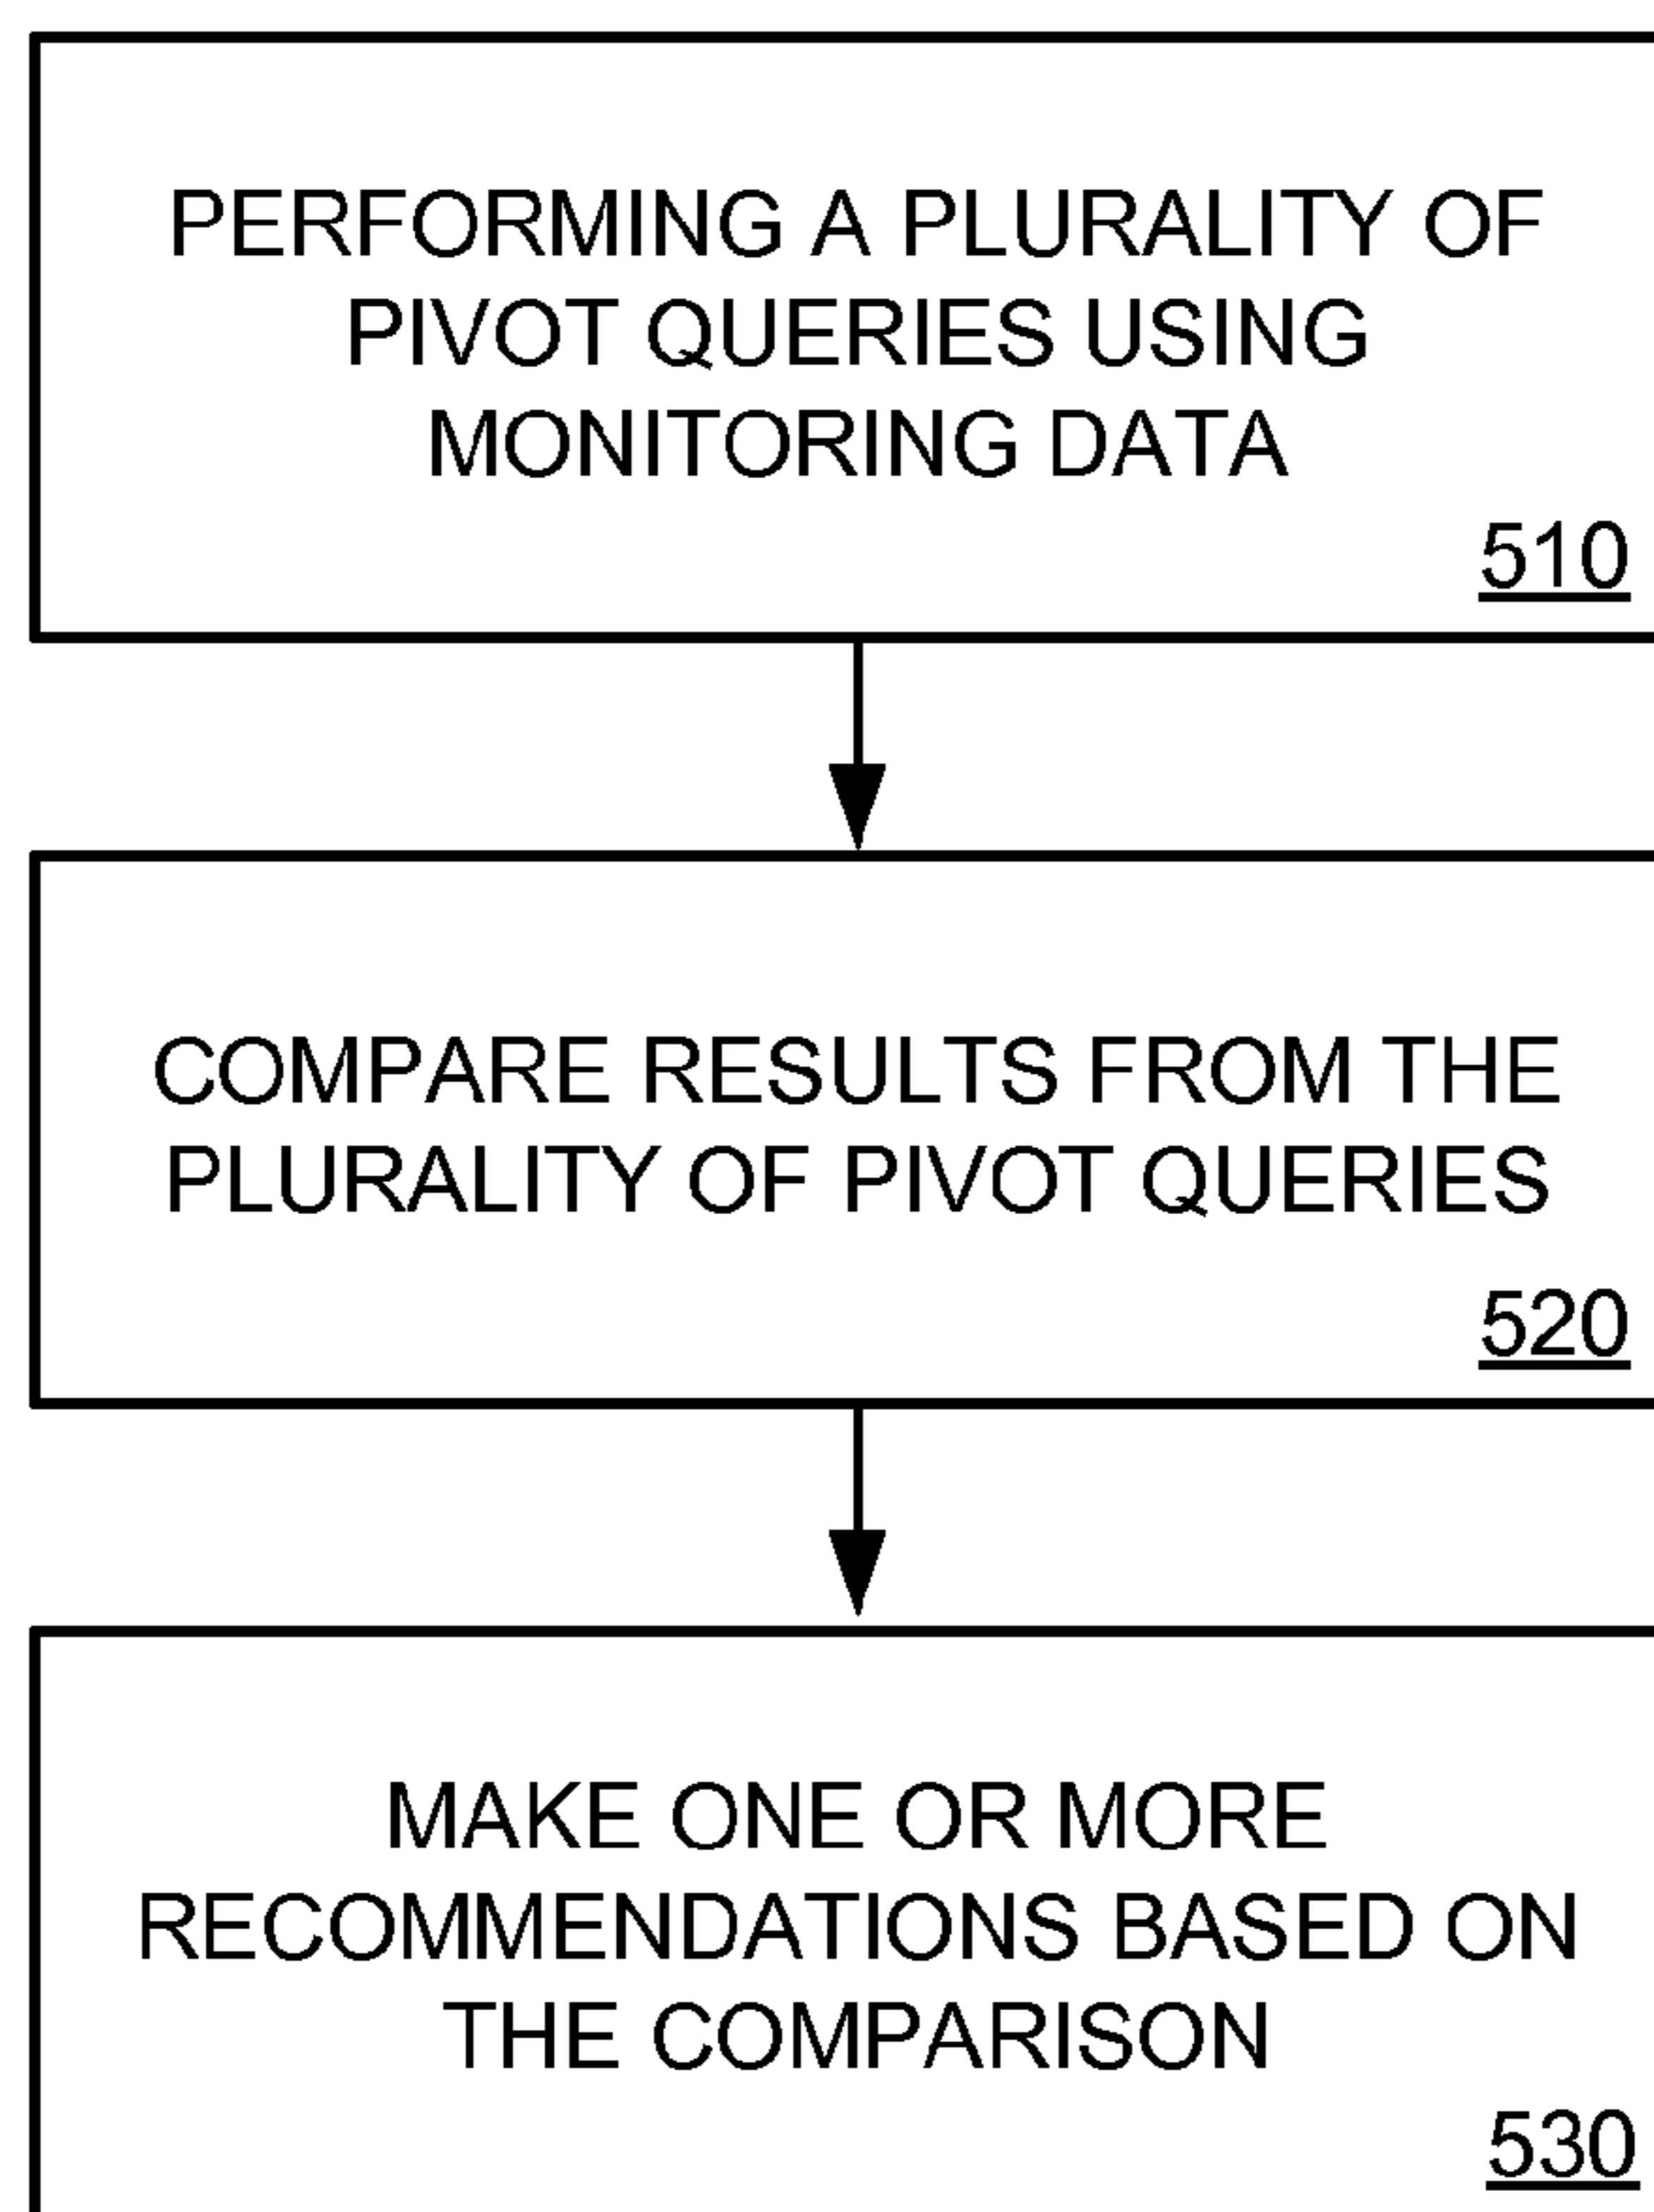 PERFORMING A PLURALITY OF
PIVOT QUERIES USING
MONITORING DATA
510
COMPARE RESULTS FROM THE
PLURALITY OF PIVOT QUERIES
520
MAKE ONE OR MORE
RECOMMENDATIONS BASED ON
THE COMPARISON
530